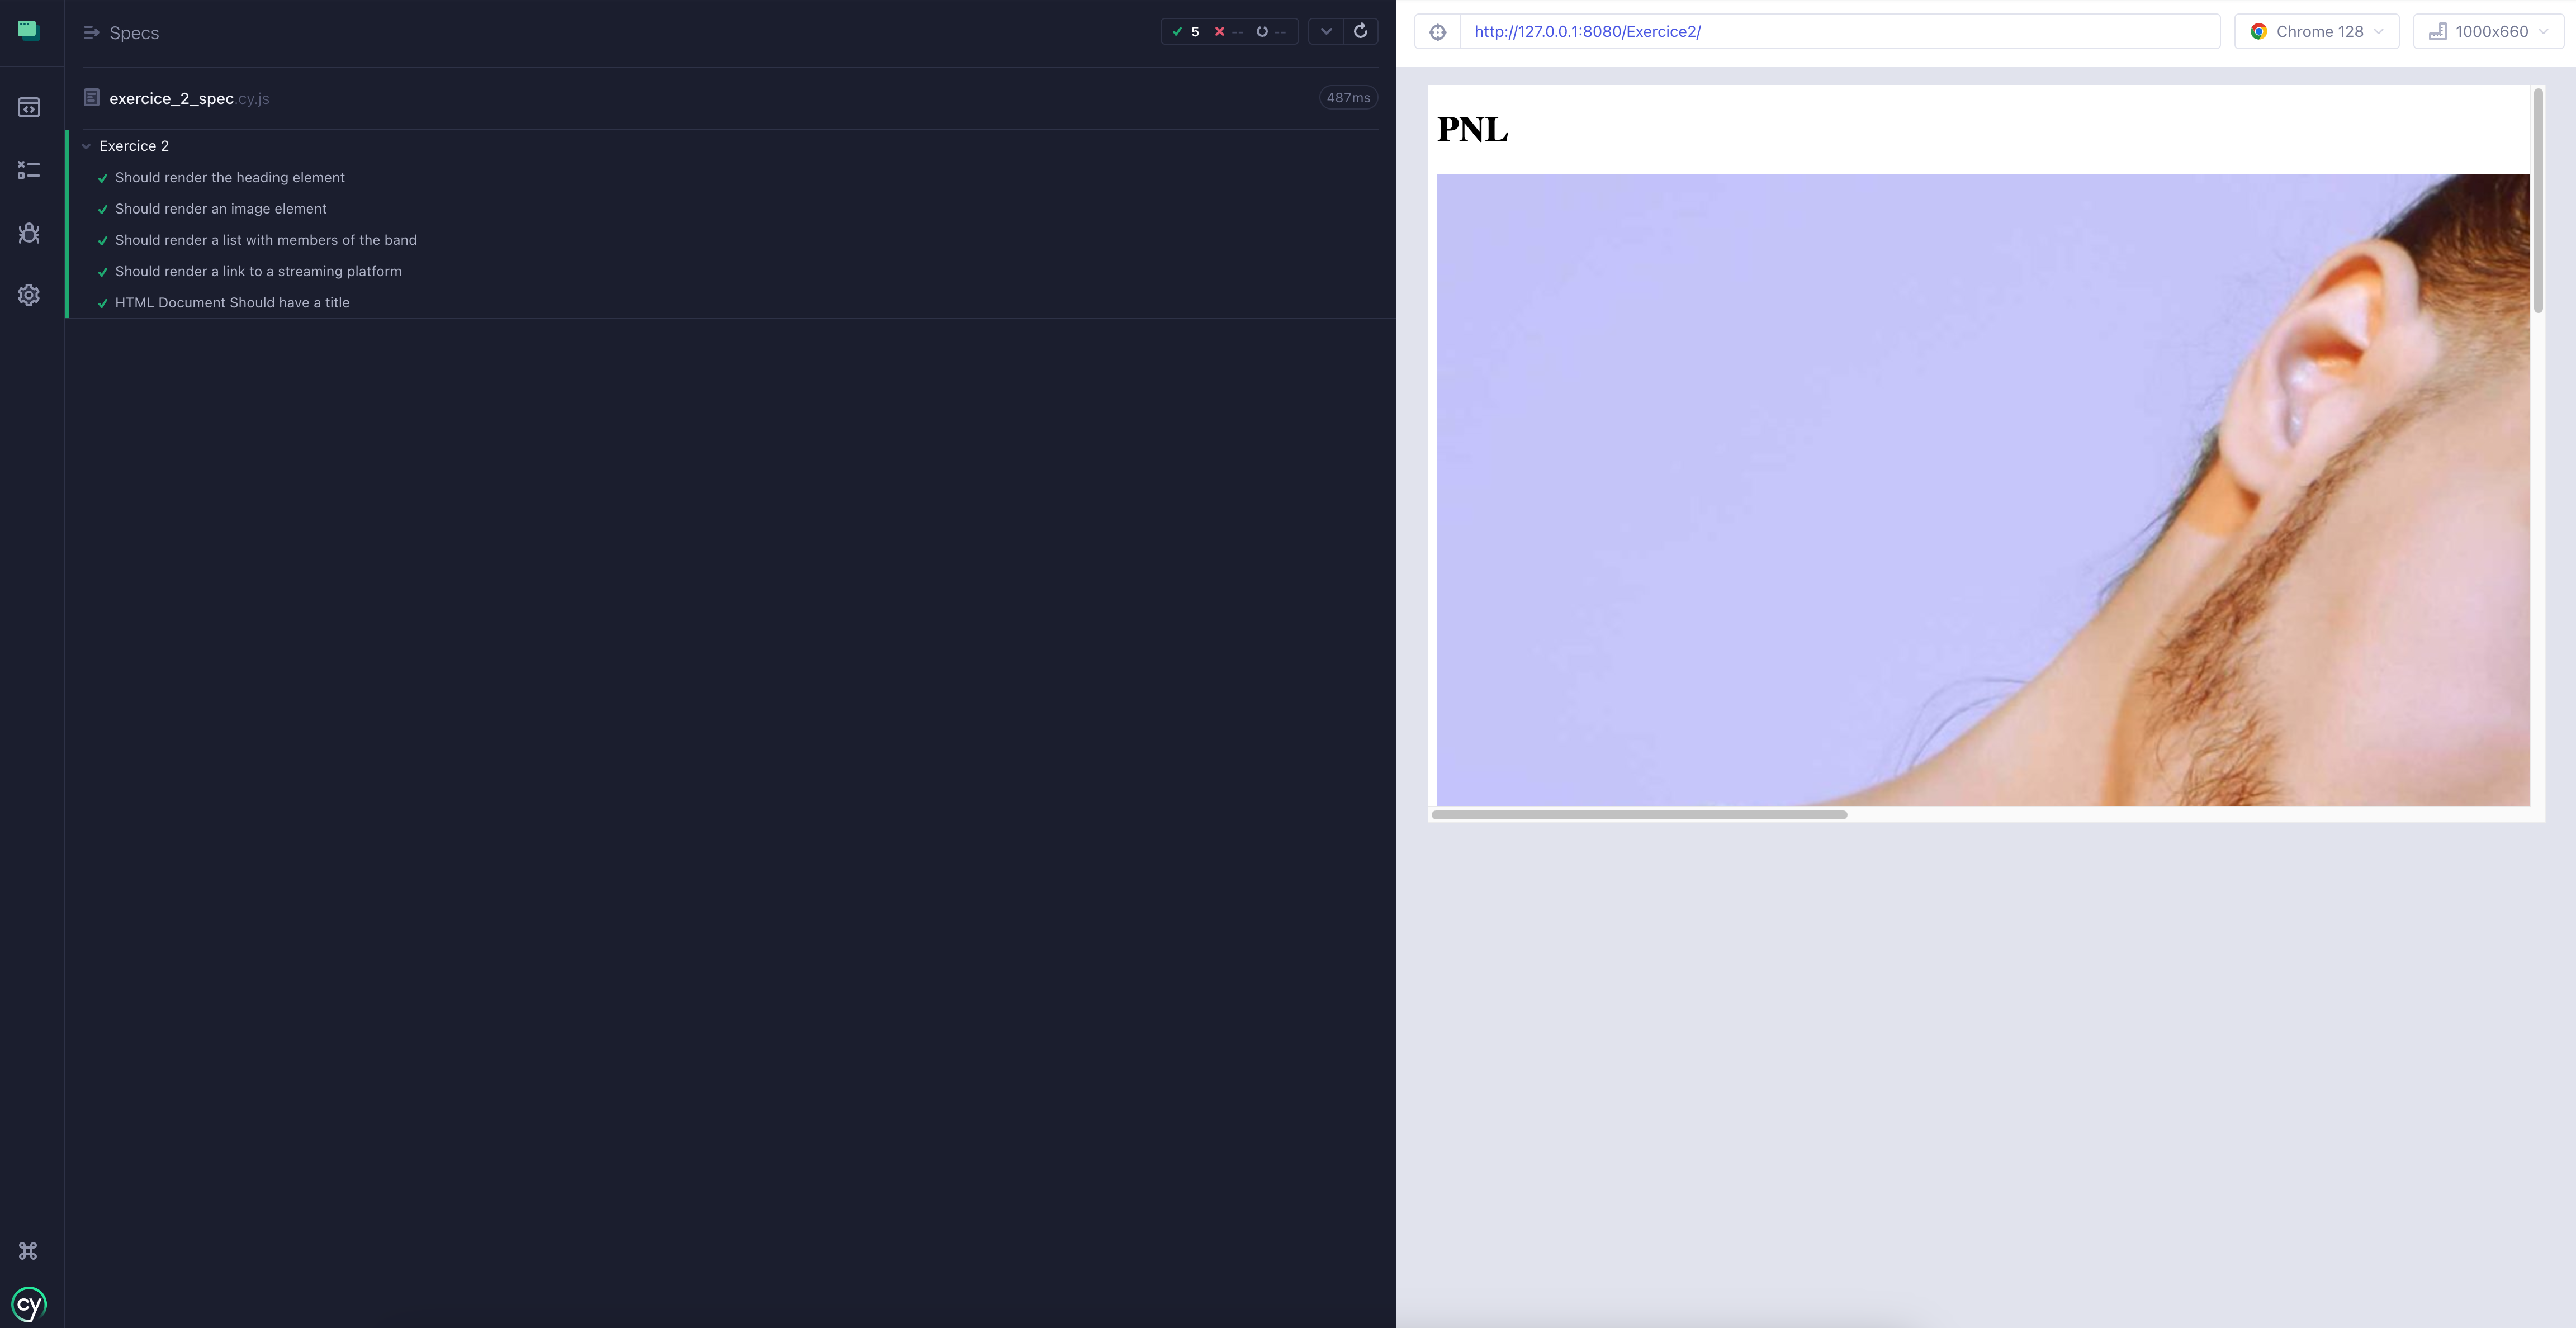 Specs
5 -- --
exercice_2_spec.cy.js
487ms
Exercice 2
Should render the heading element
Should render an image element
Should render a list with members of the band
Should render a link to a streaming platform
HTML Document Should have a title
cy
http://127.0.0.1:8080/Exercice2/
Chrome 128
1000x660
PNL